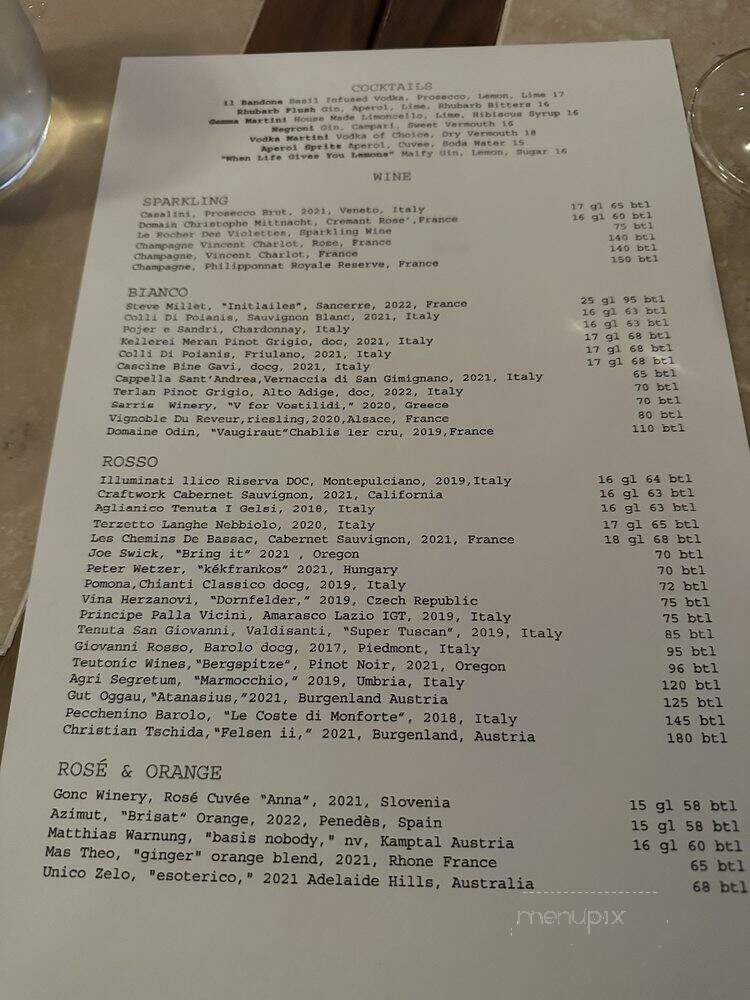 COCKTAILS
il Bandone Basil Infused Vodka, Prosecco, Lemon, Lime 17
Rhubarb Flush Gin, Aperol, Lime, Rhubarb Bitters 16
Gemma Martini House Made Limoncello, Lime, Hibiscus Syrup 16
Negroni Gin, Campari, Sweet Vermouth 16
Vodka Martini Vodka of Choice, Dry Vermouth 18
Aperol Spritz Aperol, Cuvee, Soda Water 15
"When Life Gives You Lemons" Malfy Gin, Lemon, Sugar 16
WINE
SPARKLING
Casalini, Prosecco Brut, 2021, Veneto, Italy 17 gl 65 btl
Domain Christophe Mittnacht, Cremant Rose', France 16 gl 60 btl
Le Rocher Des Violettes, Sparkling Wine 75 btl
Champagne Vincent Charlot, Rose, France 140 btl
Champagne, Vincent Charlot, France 140 btl
Champagne, Philipponnat Royale Reserve, France 150 btl
BIANCO
Steve Millet, "Initlailes", Sancerre, 2022, France 25 gl 95 btl
Colli Di Poianis, Sauvignon Blanc, 2021, Italy 16 gl 63 btl
Pojer e Sandri, Chardonnay, Italy 16 gl 63 btl
Kellerei Meran Pinot Grigio, doc, 2021, Italy 17 gl 68 btl
Colli Di Poianis, Friulano, 2021, Italy 17 gl 68 btl
Cascine Bine Gavi, docg, 2021, Italy 17 gl 68 btl
Cappella Sant'Andrea,Vernaccia di San Gimignano, 2021, Italy 65 btl
Terlan Pinot Grigio, Alto Adige, doc, 2022, Italy 70 btl
Sarris Winery, "V for Vostilidi," 2020, Greece 70 btl
Vignoble Du Reveur,riesling,2020,Alsace, France 80 btl
Domaine Odin, "Vaugiraut"Chablis 1er cru, 2019,France 110 btl
ROSSO
Illuminati llico Riserva DOC, Montepulciano, 2019,Italy 16 gl 64 btl
Craftwork Cabernet Sauvignon, 2021, California 16 gl 63 btl
Aglianico Tenuta I Gelsi, 2018, Italy 16 gl 63 btl
Terzetto Langhe Nebbiolo, 2020, Italy 17 gl 65 btl
Les Chemins De Bassac, Cabernet Sauvignon, 2021, France 18 gl 68 btl
Joe Swick, "Bring it" 2021 , Oregon 70 btl
Peter Wetzer, "kékfrankos" 2021, Hungary 70 btl
Pomona,Chianti Classico docg, 2019, Italy 72 btl
Vina Herzanovi, "Dornfelder," 2019, Czech Republic 75 btl
Principe Palla Vicini, Amarasco Lazio IGT, 2019, Italy 75 btl
Tenuta San Giovanni, Valdisanti, "Super Tuscan", 2019, Italy 85 btl
Giovanni Rosso, Barolo docg, 2017, Piedmont, Italy 95 btl
Teutonic Wines,"Bergspitze", Pinot Noir, 2021, Oregon 96 btl
Agri Segretum, "Marmocchio," 2019, Umbria, Italy 120 btl
Gut Oggau,"Atanasius,"2021, Burgenland Austria 125 btl
Pecchenino Barolo, "Le Coste di Monforte", 2018, Italy 145 btl
Christian Tschida,"Felsen ii," 2021, Burgenland, Austria 180 btl
ROSÉ & ORANGE
Gonc Winery, Rosé Cuvée "Anna", 2021, Slovenia 15 gl 58 btl
Azimut, "Brisat" Orange, 2022, Penedès, Spain 15 gl 58 btl
Matthias Warnung, "basis nobody," nv, Kamptal Austria 16 gl 60 btl
Mas Theo, "ginger" orange blend, 2021, Rhone France 65 btl
Unico Zelo, "esoterico," 2021 Adelaide Hills, Australia 68 btl
menupix